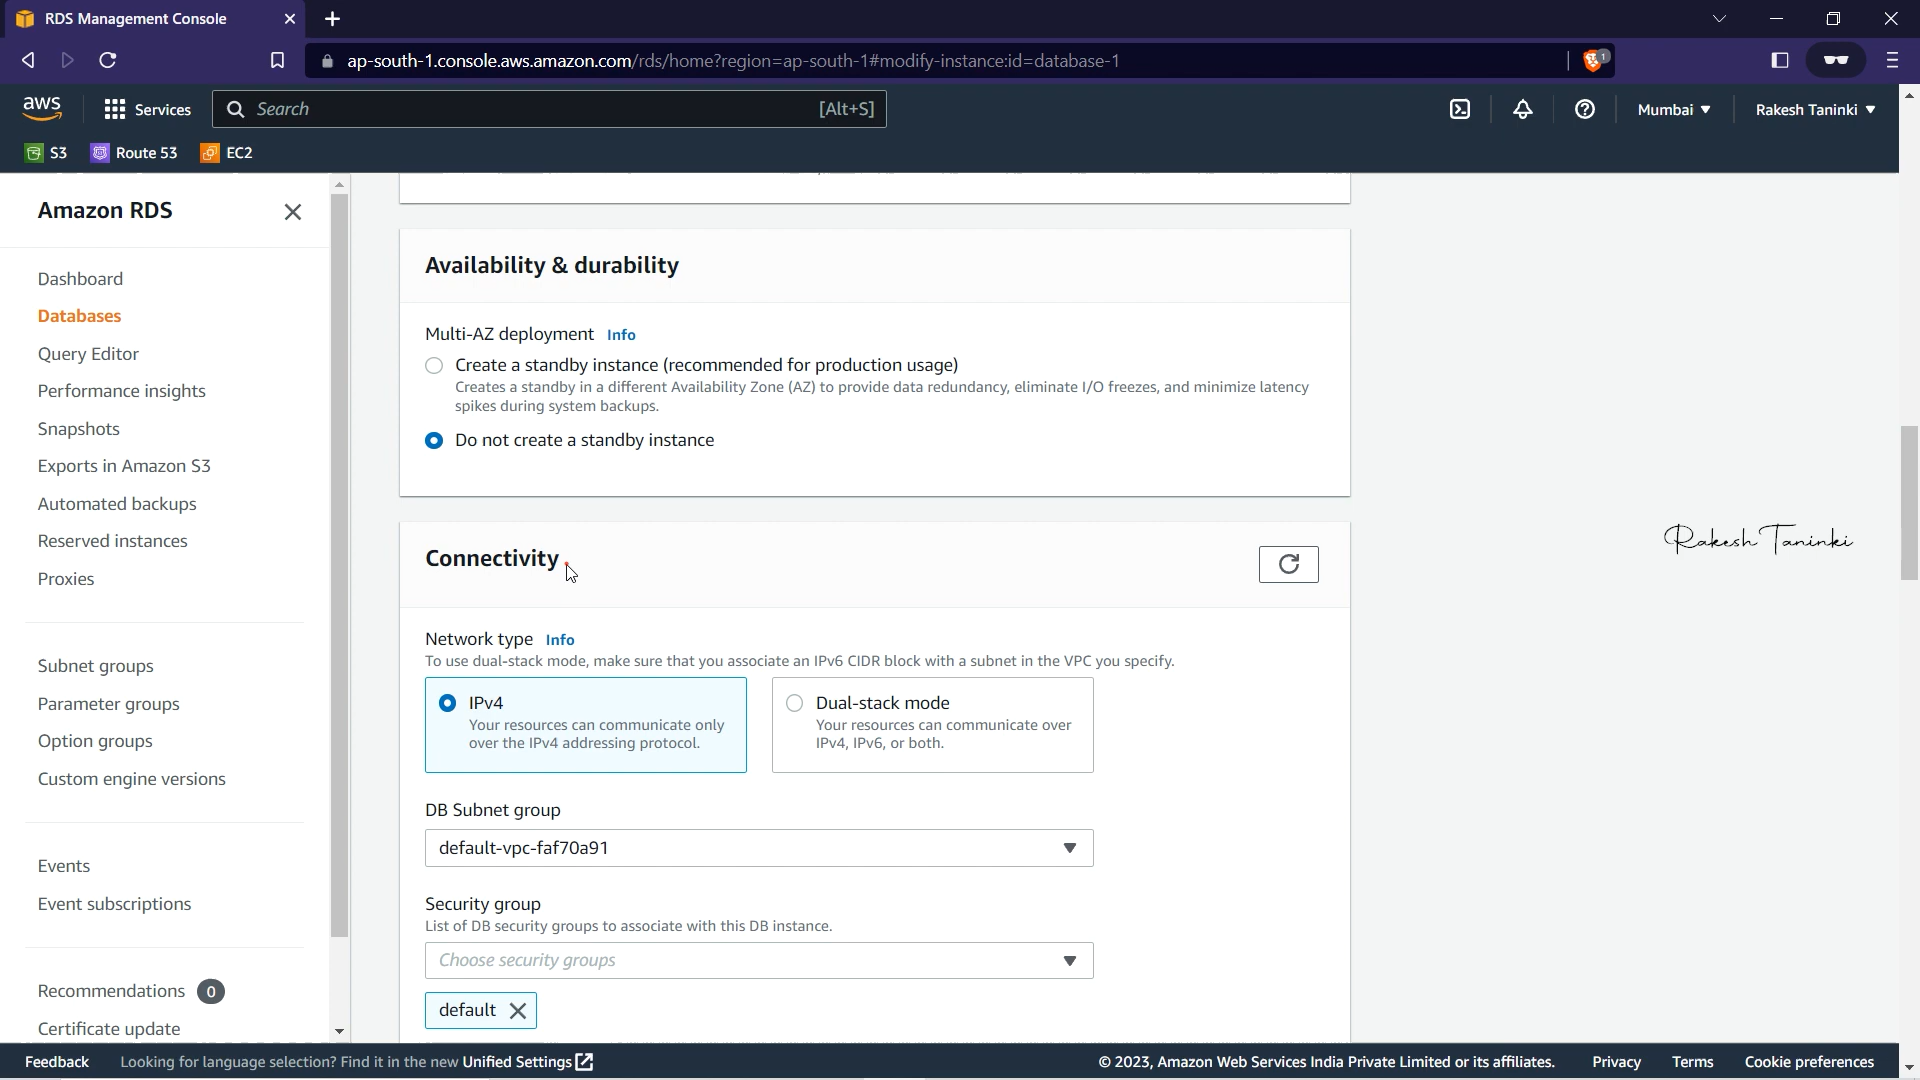 RDS Management Console
ap-south-1.console.aws.amazon.com/rds/home?region=ap-south-1#modify-instance:id=database-1
1
aws
Services
Search
[Alt+S]
Mumbai
Rakesh Taninki
S3
Route 53
EC2
Amazon RDS
Dashboard
Databases
Query Editor
Performance insights
Snapshots
Exports in Amazon S3
Automated backups
Reserved instances
Proxies
Subnet groups
Parameter groups
Option groups
Custom engine versions
Events
Event subscriptions
Recommendations 0
Certificate update
Availability & durability
Multi-AZ deployment Info
Create a standby instance (recommended for production usage)
Creates a standby in a different Availability Zone (AZ) to provide data redundancy, eliminate I/O freezes, and minimize latency
spikes during system backups.
Do not create a standby instance
Connectivity
Network type Info
To use dual-stack mode, make sure that you associate an IPv6 CIDR block with a subnet in the VPC you specify.
IPv4
Your resources can communicate only
over the IPv4 addressing protocol.
Dual-stack mode
Your resources can communicate over
IPv4, IPv6, or both.
DB Subnet group
default-vpc-faf70a91
Security group
List of DB security groups to associate with this DB instance.
Choose security groups
default
Rakesh Taninki
Feedback
Looking for language selection? Find it in the new Unified Settings
© 2023, Amazon Web Services India Private Limited or its affiliates.
Privacy
Terms
Cookie preferences